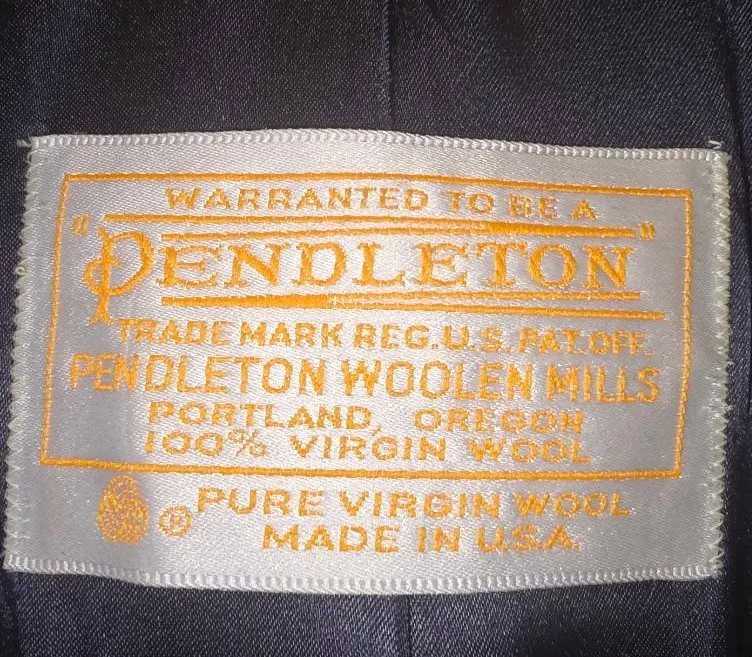 WARRANTED TO BE A
"PENDLETON"
TRADE MARK REG. U.S. PAT. OFF.
PENDLETON WOOLEN MILLS
PORTLAND, OREGON
100% VIRGIN WOOL
® PURE VIRGIN WOOL
MADE IN U.S.A.